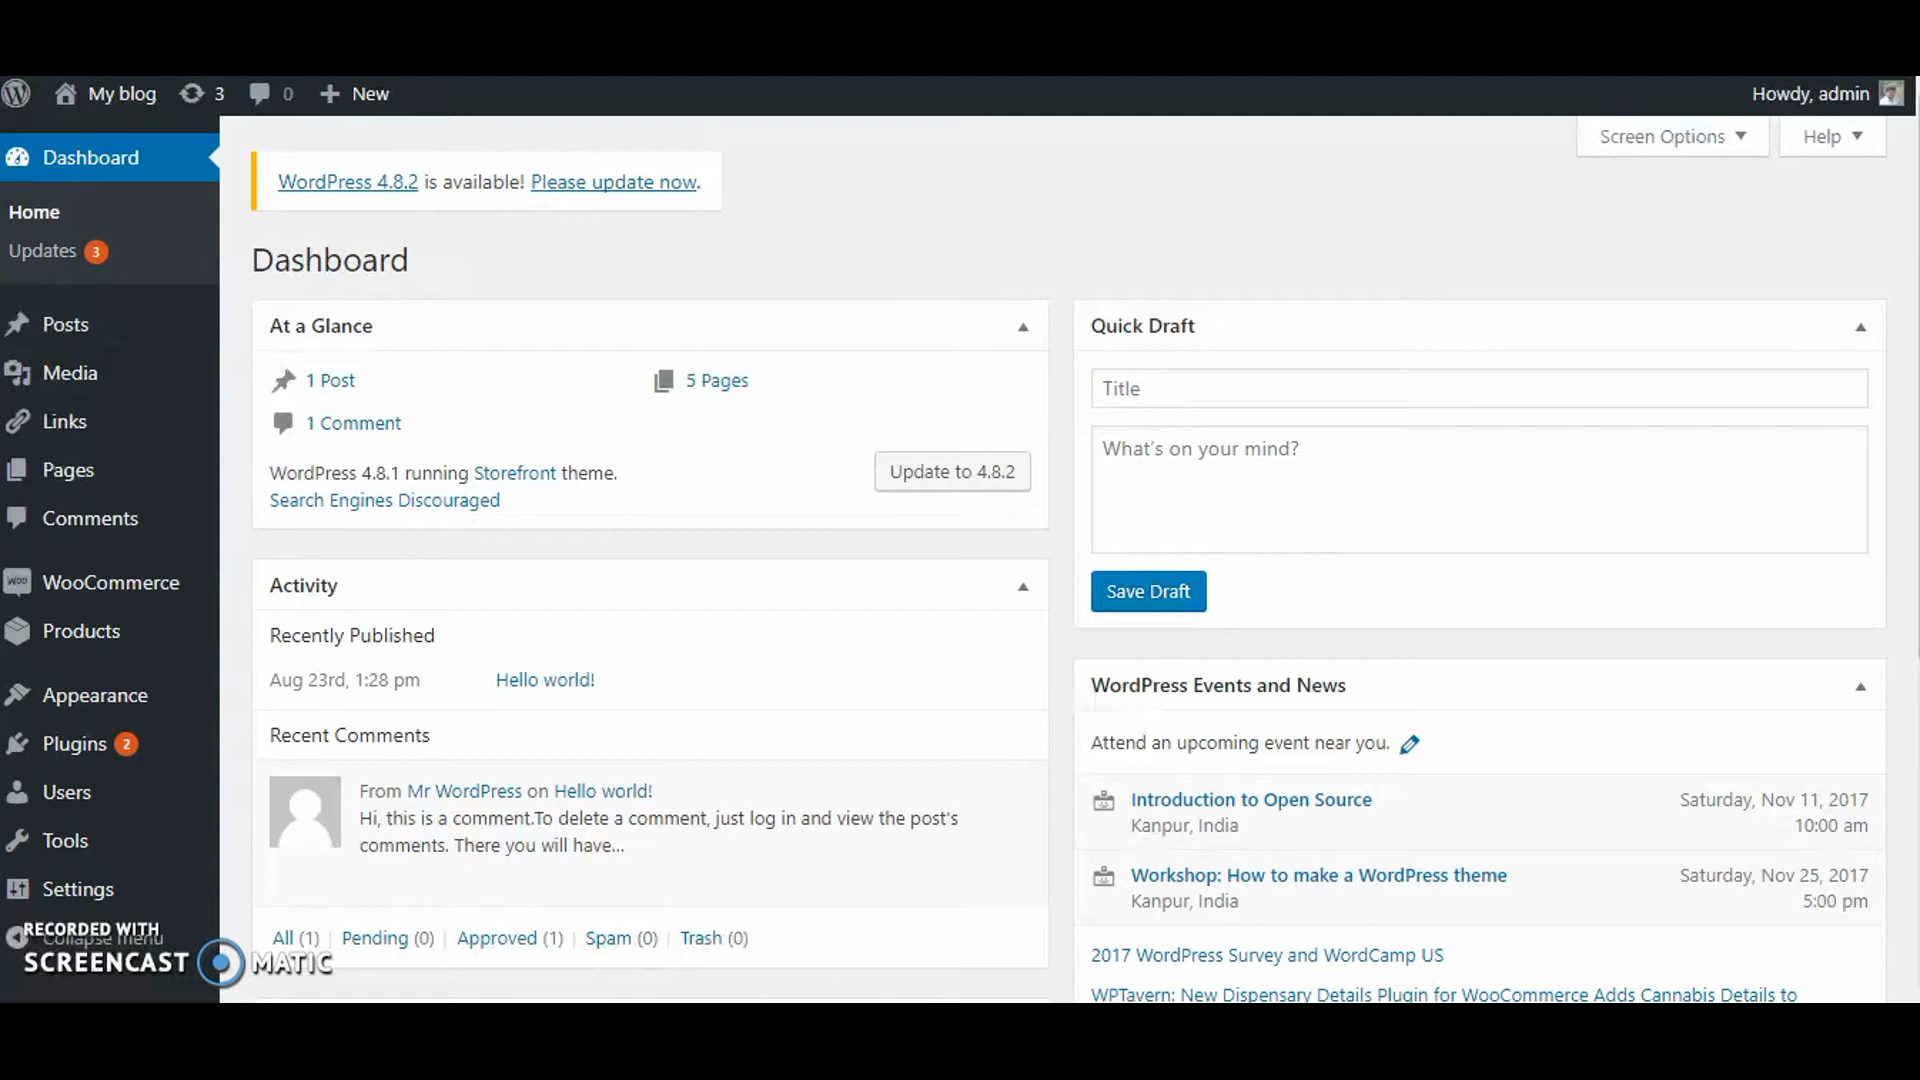 My blog 3 0 New Howdy, admin
Screen Options Help
Dashboard
Home
Updates 3
Posts
Media
Links
Pages
Comments
WOO WooCommerce
Products
Appearance
Plugins 2
Users
Tools
Settings
Collapse menu
WordPress 4.8.2 is available! Please update now.
Dashboard
At a Glance
1 Post 5 Pages
1 Comment
WordPress 4.8.1 running Storefront theme. Update to 4.8.2
Search Engines Discouraged
Activity
Recently Published
Aug 23rd, 1:28 pm Hello world!
Recent Comments
From Mr WordPress on Hello world!
Hi, this is a comment.To delete a comment, just log in and view the post's
comments. There you will have...
All (1) | Pending (0) | Approved (1) | Spam (0) | Trash (0)
Quick Draft
Title
What's on your mind?
Save Draft
WordPress Events and News
Attend an upcoming event near you.
Introduction to Open Source Saturday, Nov 11, 2017
Kanpur, India 10:00 am
Workshop: How to make a WordPress theme Saturday, Nov 25, 2017
Kanpur, India 5:00 pm
2017 WordPress Survey and WordCamp US
WPTavern: New Dispensary Details Plugin for WooCommerce Adds Cannabis Details to
RECORDED WITH
SCREENCAST MATIC